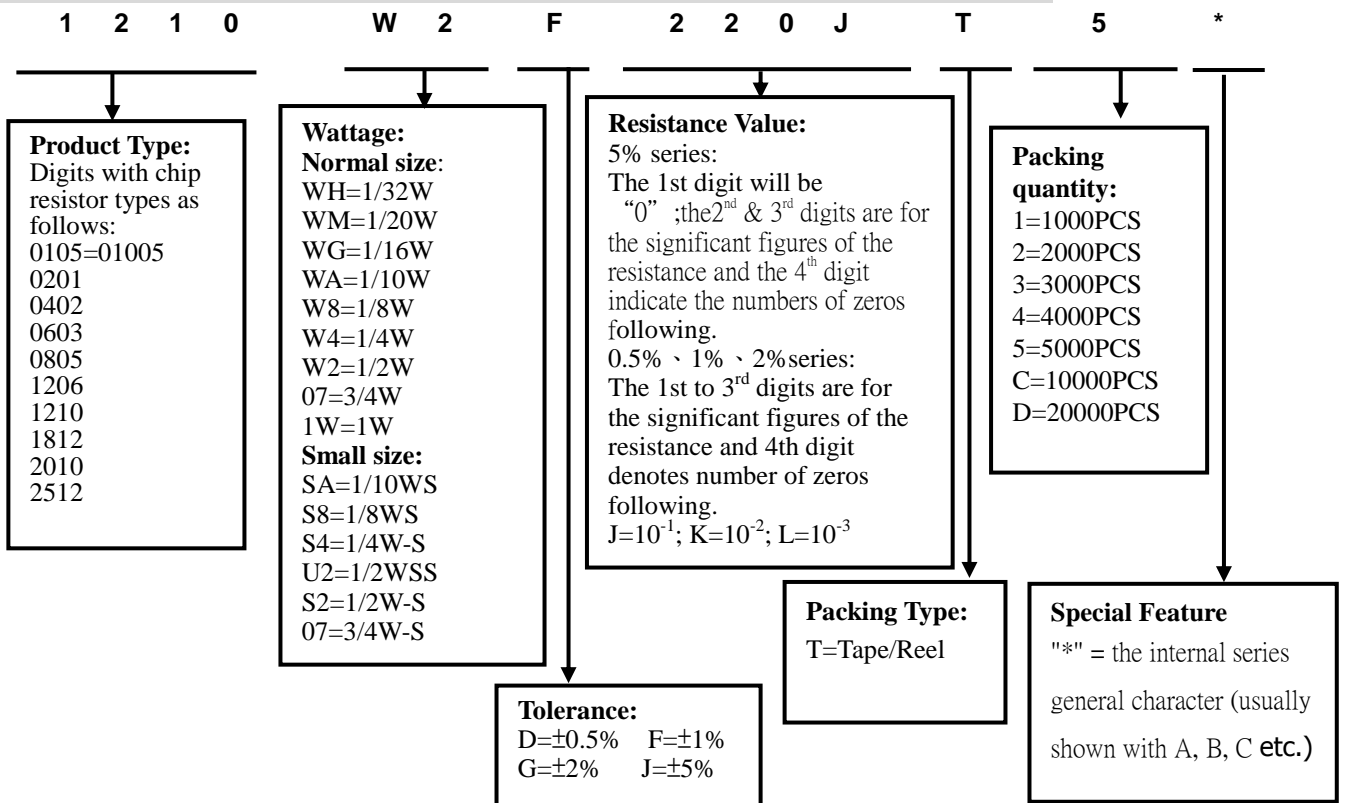 1 2 1 0 W 2 F 2 2 0 J T 5 *
Product Type:
Digits with chip
resistor types as
follows:
0105=01005
0201
0402
0603
0805
1206
1210
1812
2010
2512
Wattage:
Normal size:
WH=1/32W
WM=1/20W
WG=1/16W
WA=1/10W
W8=1/8W
W4=1/4W
W2=1/2W
07=3/4W
1W=1W
Small size:
SA=1/10WS
S8=1/8WS
S4=1/4W-S
U2=1/2WSS
S2=1/2W-S
07=3/4W-S
Tolerance:
D=±0.5% F=±1%
G=±2% J=±5%
Resistance Value:
5% series:
The 1st digit will be
“0” ;the2nd & 3rd digits are for
the significant figures of the
resistance and the 4th digit
indicate the numbers of zeros
following.
0.5%、1%、2%series:
The 1st to 3rd digits are for
the significant figures of the
resistance and 4th digit
denotes number of zeros
following.
J=10-1; K=10-2; L=10-3
Packing Type:
T=Tape/Reel
Packing
quantity:
1=1000PCS
2=2000PCS
3=3000PCS
4=4000PCS
5=5000PCS
C=10000PCS
D=20000PCS
Special Feature
"*" = the internal series
general character (usually
shown with A, B, C etc.)